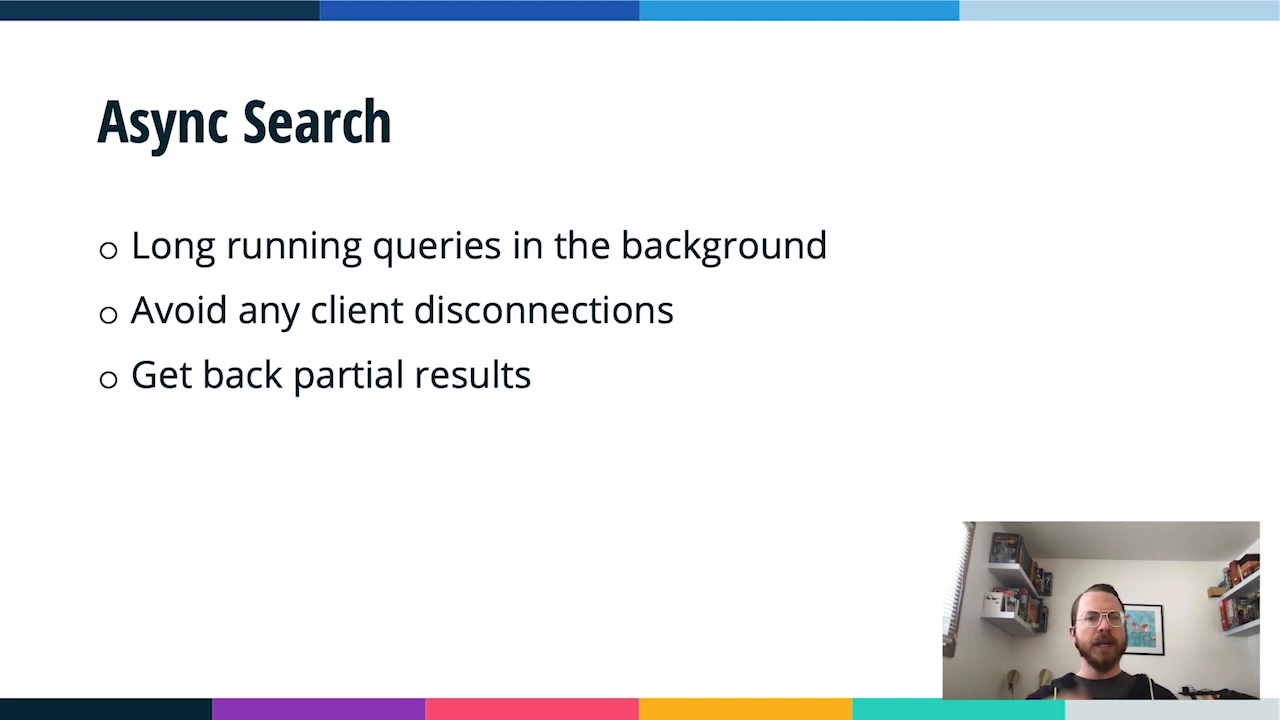 Async Search
Long running queries in the background
Avoid any client disconnections
Get back partial results